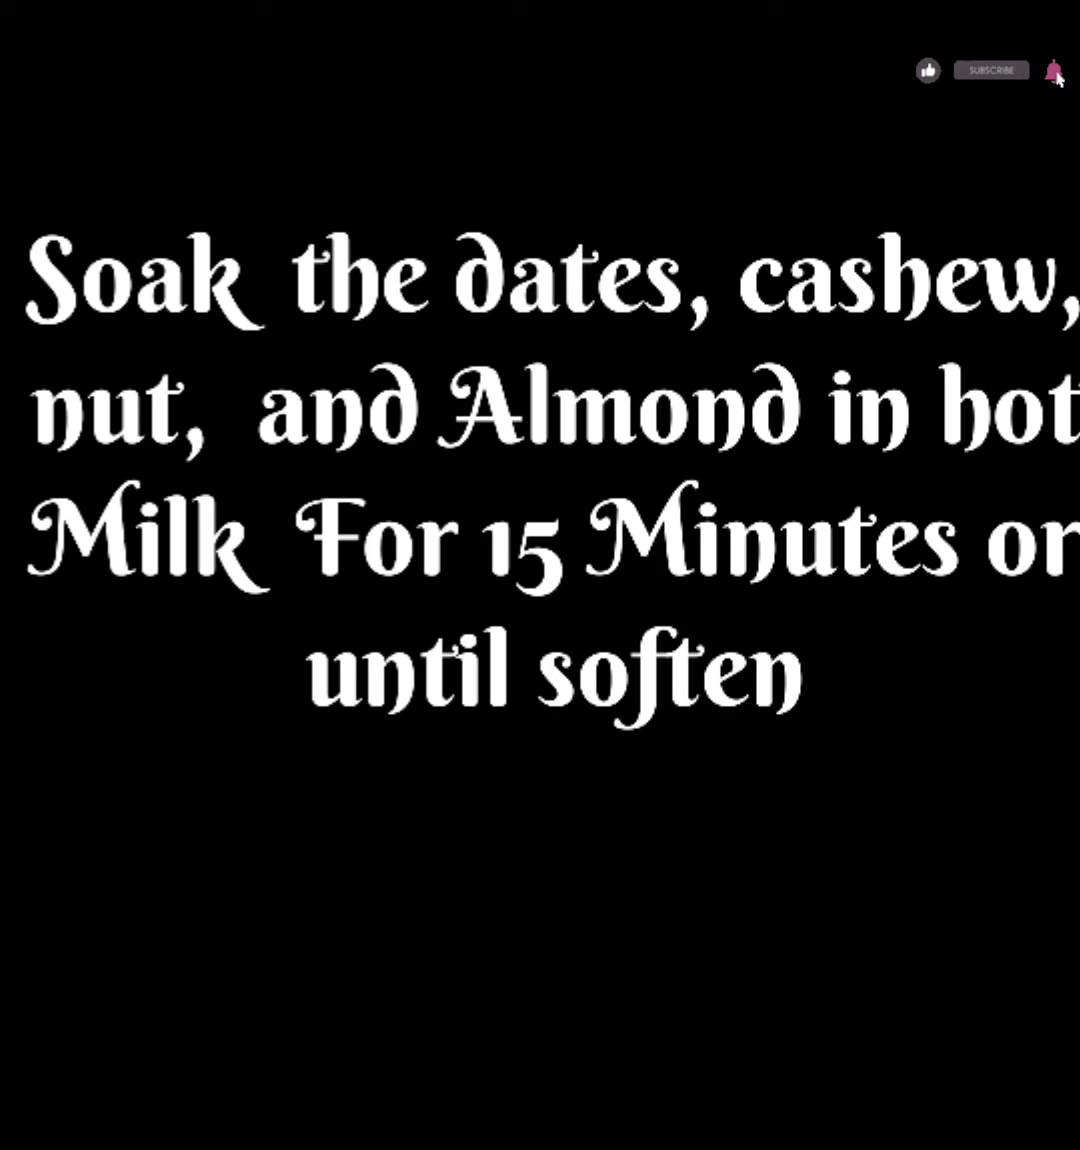 SUBSCRIBE
Soak the dates, cashew,
nut, and Almond in hot
Milk For 15 Minutes or
until soften